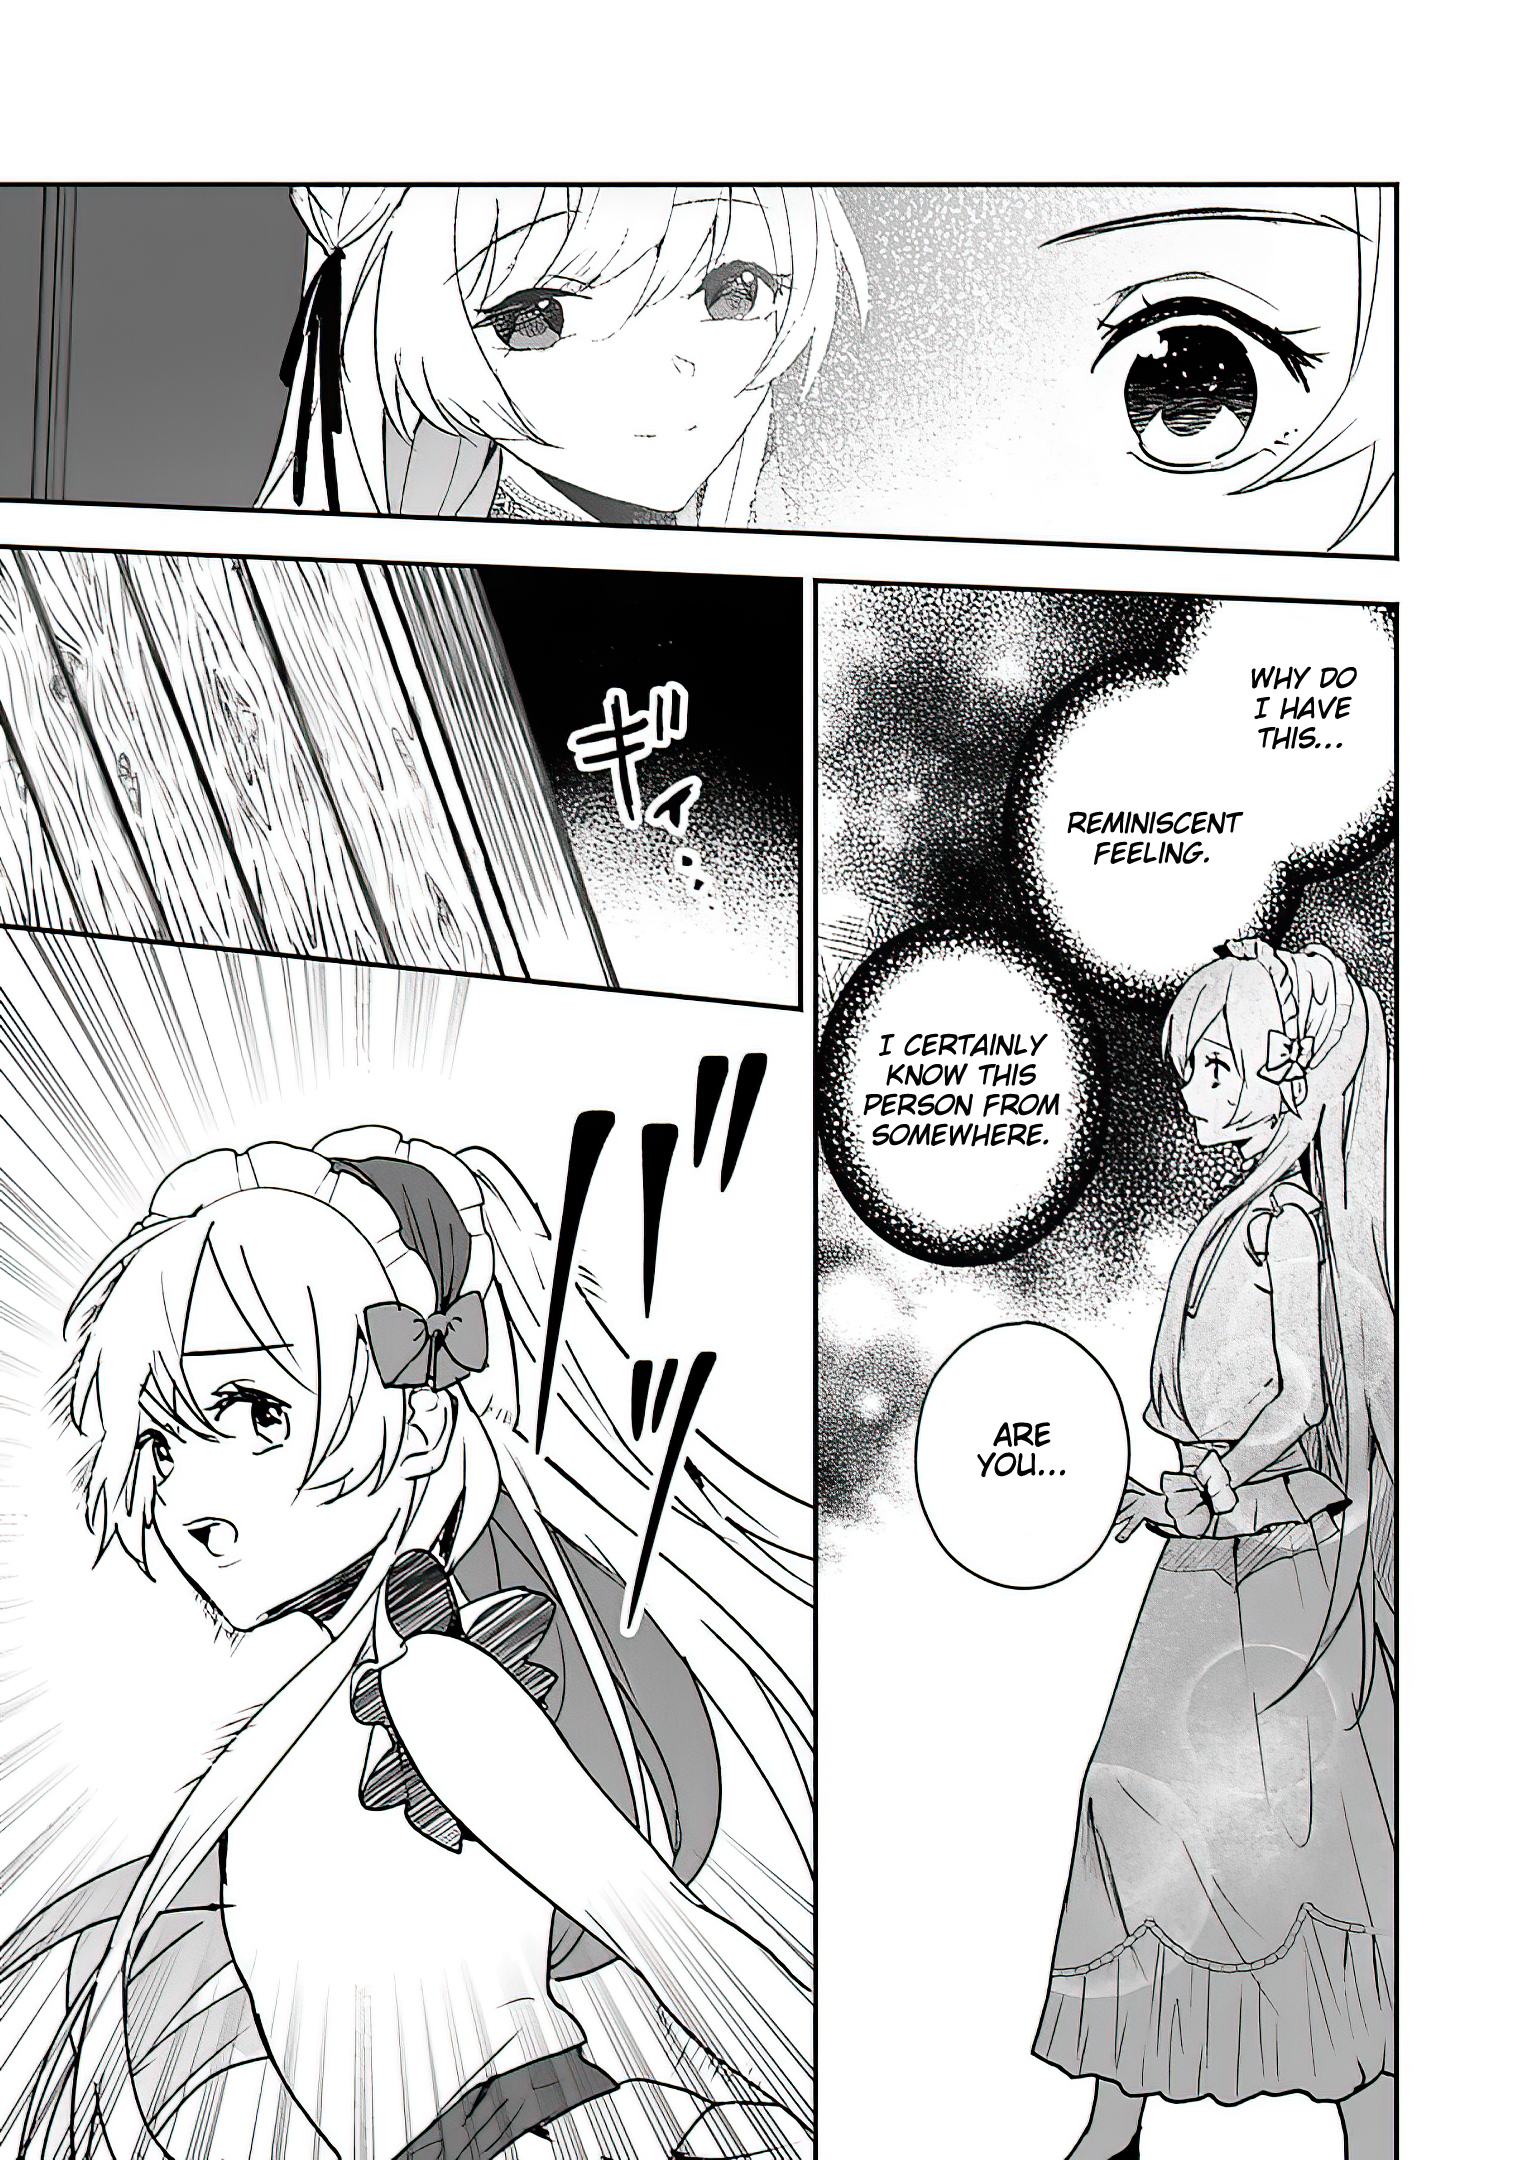 WHY DO
I HAVE
THIS...
REMINISCENT
FEELING.
I CERTAINLY
KNOW THIS
PERSON FROM
SOMEWHERE.
ARE
YOU...
ギィ...
バッ